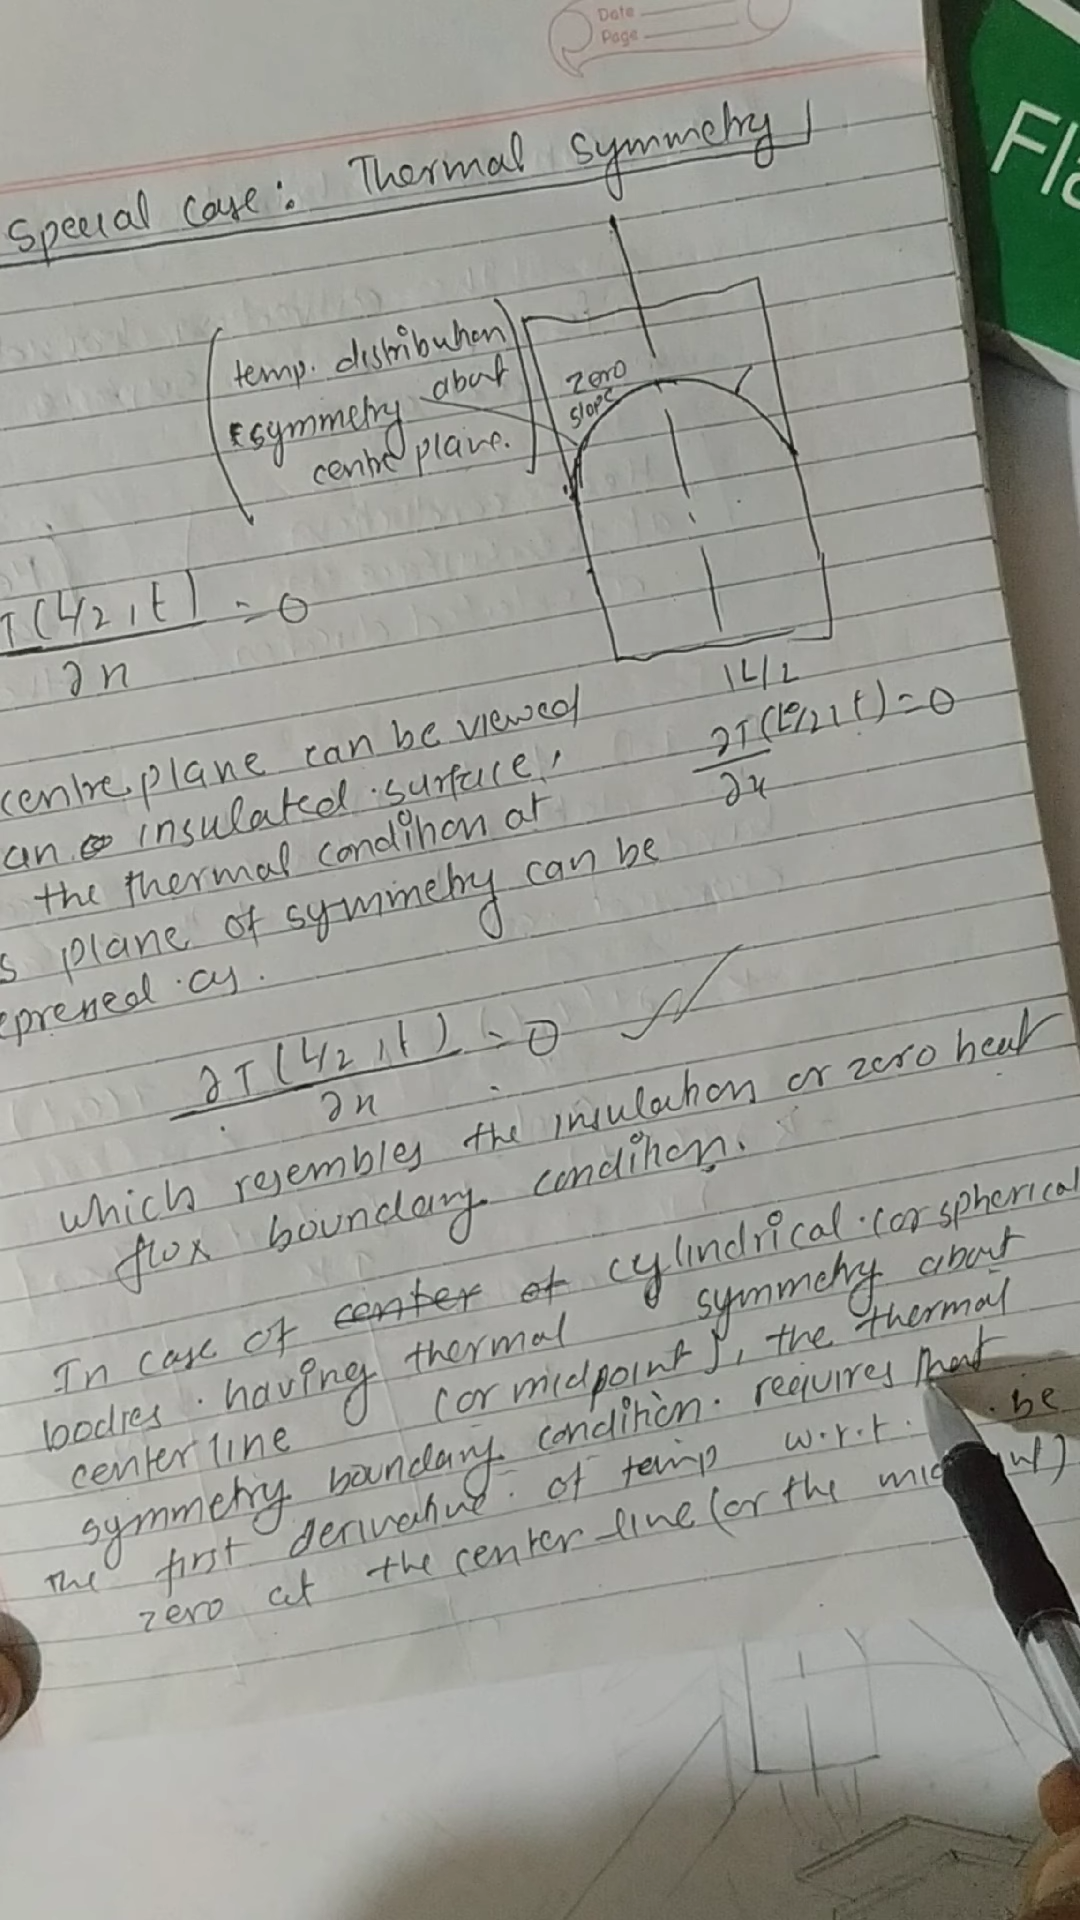 Date
Page
Special Case: Thermal Symmetry
Fla
temp. distribution
symmetry about
centre plane.
zero
slope
T(L/2, t) = 0
∂x
L/2
∂T(L/2, t) = 0
∂x
centre plane can be viewed
an insulated surface,
the thermal condition at
s plane of symmetry can be
epressed as.
∂T(L/2, t) = 0
∂x
which resembles the insulation or zero heat
flux boundary condition.
In case of center of cylindrical (or spherical
bodies having thermal symmetry about
center line (or midpoint), the thermal
symmetry boundary condition requires that
the first derivative of temp w.r.t. be
zero at the center line (or the